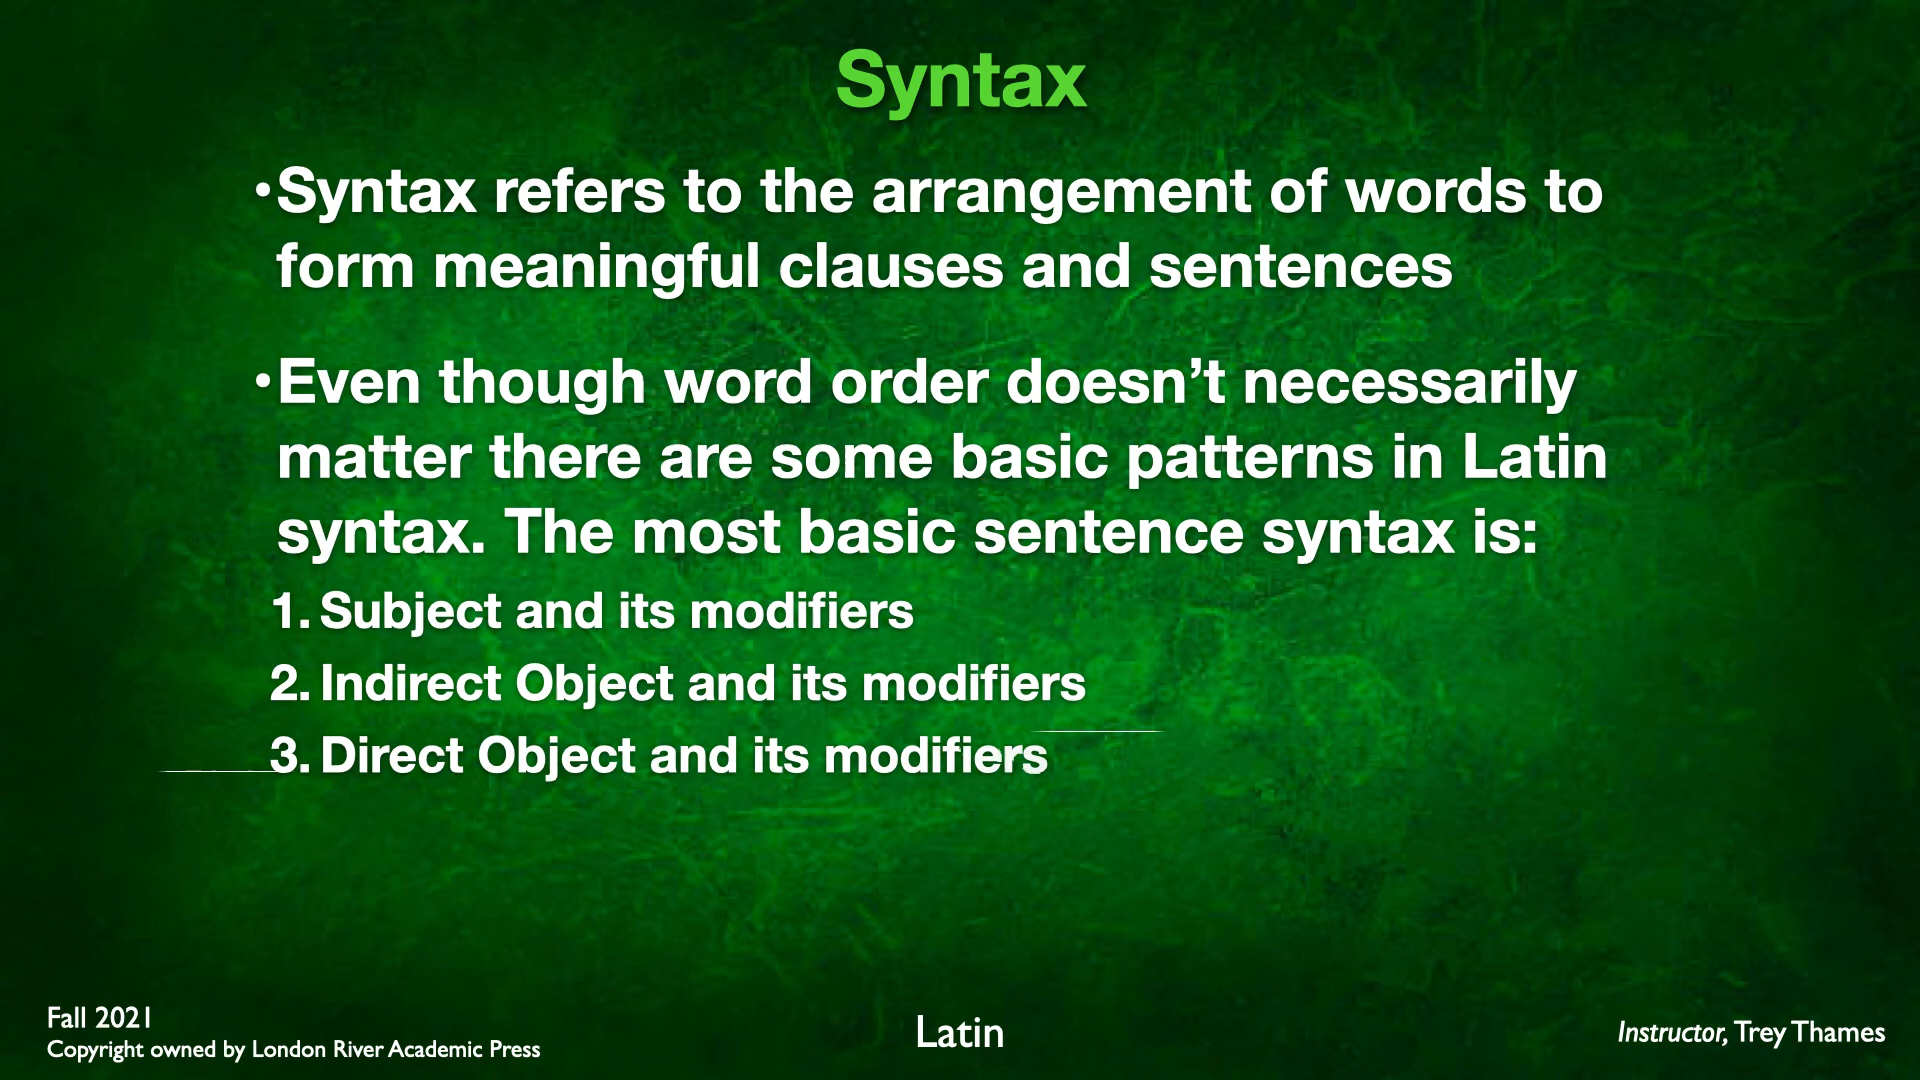 Syntax
•Syntax refers to the arrangement of words to
form meaningful clauses and sentences
•Even though word order doesn’t necessarily
matter there are some basic patterns in Latin
syntax. The most basic sentence syntax is:
1. Subject and its modifiers
2. Indirect Object and its modifiers
3. Direct Object and its modifiers
Fall 2021
Copyright owned by London River Academic Press
Latin
Instructor, Trey Thames